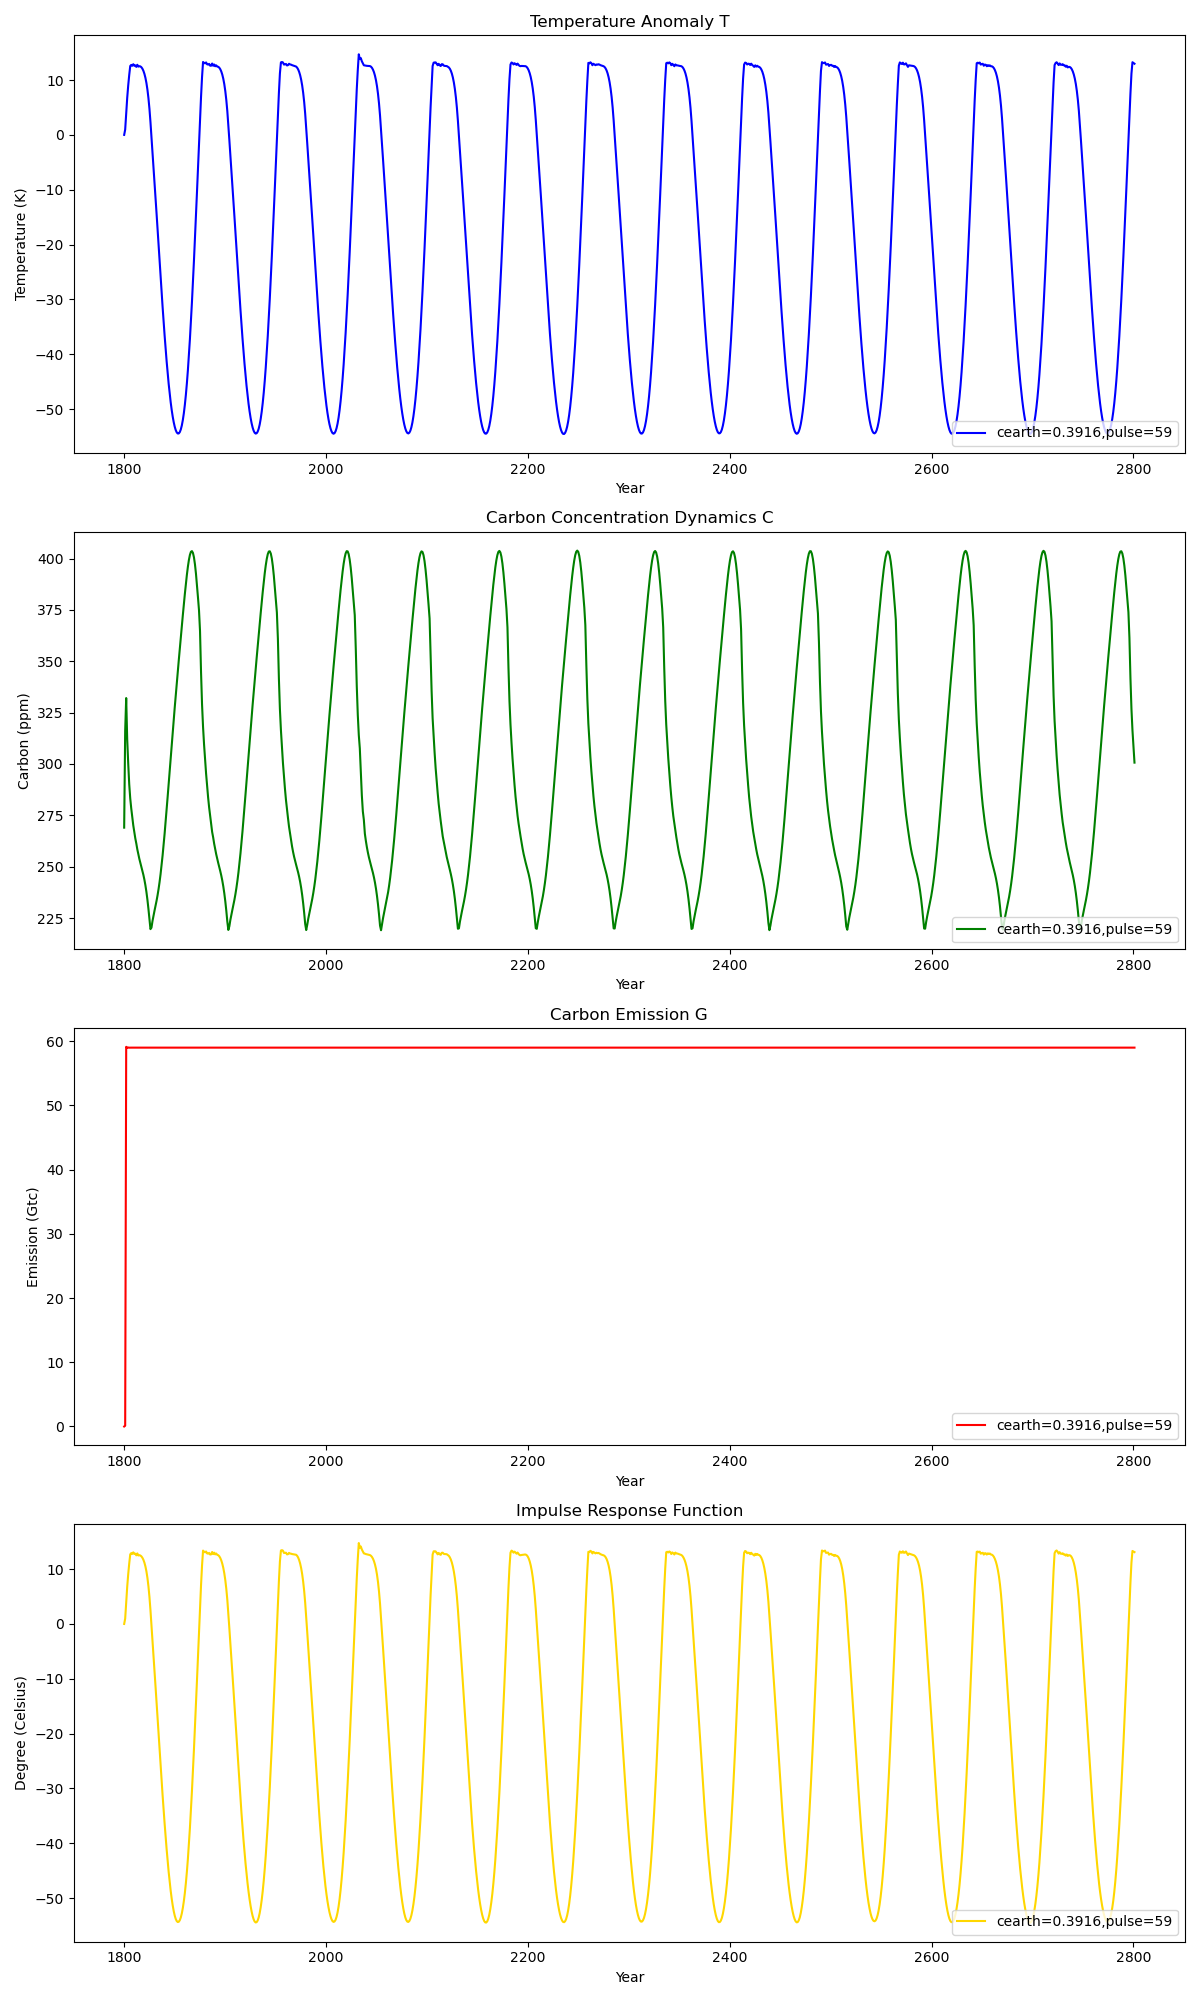 Temperature Anomaly T
10
0
−10
−20
−30
−40
−50
Temperature (K)
cearth=0.3916,pulse=59
1800 2000 2200 2400 2600 2800
Year
Carbon Concentration Dynamics C
400
375
350
325
300
275
250
225
Carbon (ppm)
cearth=0.3916,pulse=59
1800 2000 2200 2400 2600 2800
Year
Carbon Emission G
60
50
40
30
20
10
0
Emission (Gtc)
cearth=0.3916,pulse=59
1800 2000 2200 2400 2600 2800
Year
Impulse Response Function
10
0
−10
−20
−30
−40
−50
Degree (Celsius)
cearth=0.3916,pulse=59
1800 2000 2200 2400 2600 2800
Year